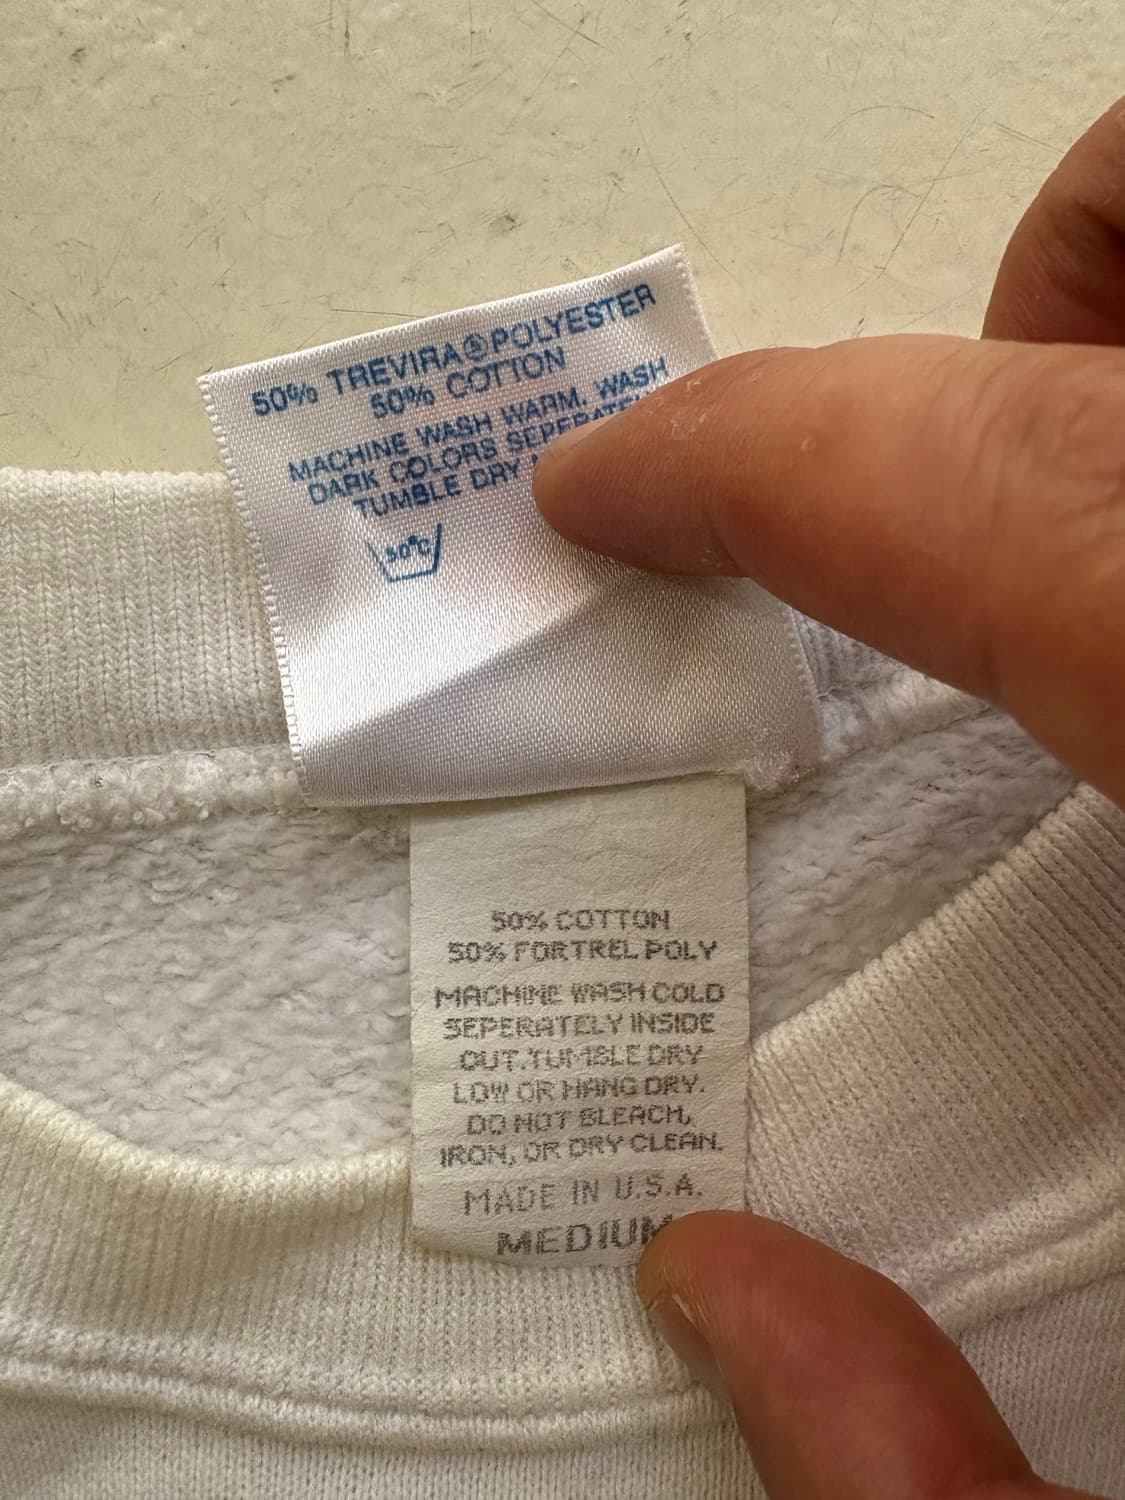 50% TREVIRA® POLYESTER
50% COTTON
MACHINE WASH WARM. WASH
DARK COLORS
TUMBLE DRY
50°C
50% COTTON
50% FORTREL POLY
MACHINE WASH COLD
SEPERATELY INSIDE
OUT. TUMBLE DRY
LOW OR HANG DRY.
DO NOT BLEACH,
IRON, OR DRY CLEAN.
MADE IN U.S.A.
MEDIUM